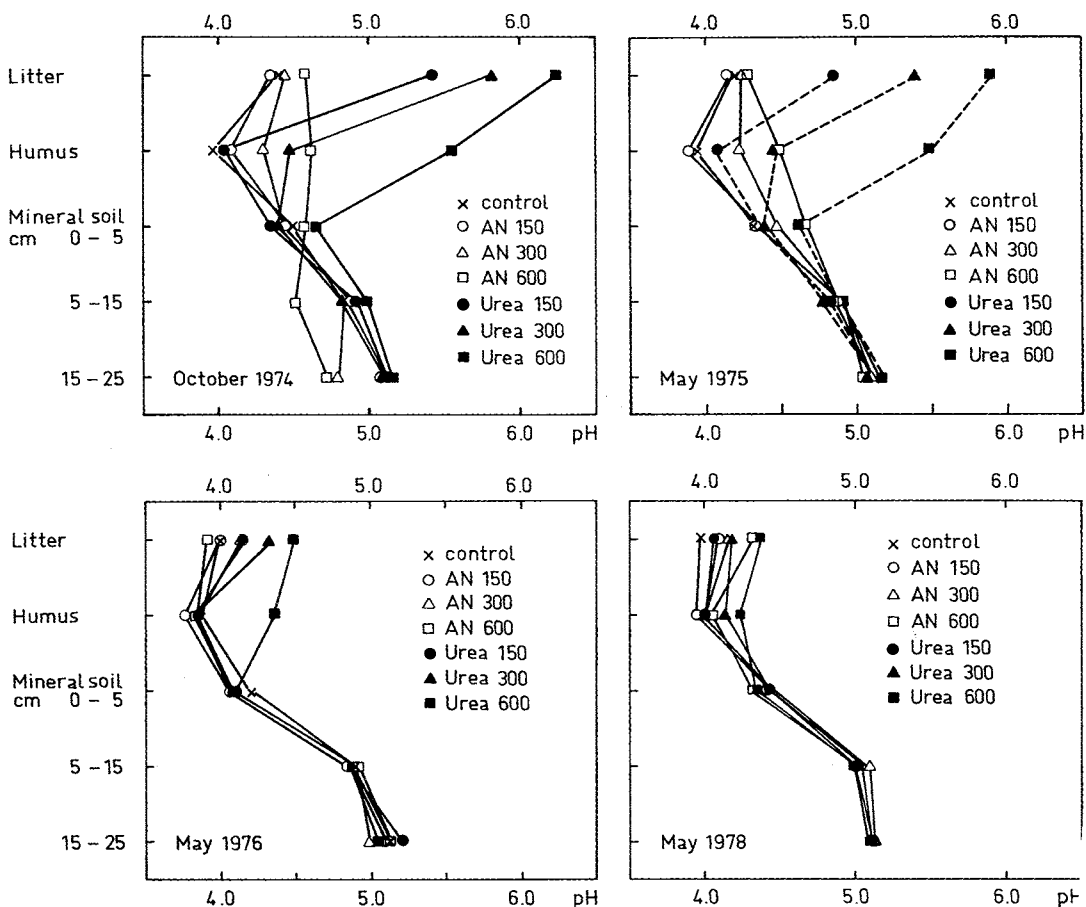 4.0 5.0 6.0
Litter
Humus
Mineral soil
cm 0 – 5
5 – 15
15 – 25
× control
○ AN 150
△ AN 300
□ AN 600
● Urea 150
▲ Urea 300
■ Urea 600
October 1974
4.0 5.0 6.0 pH
4.0 5.0 6.0
× control
○ AN 150
△ AN 300
□ AN 600
● Urea 150
▲ Urea 300
■ Urea 600
May 1975
4.0 5.0 6.0 pH
4.0 5.0 6.0
Litter
Humus
Mineral soil
cm 0 – 5
5 – 15
15 – 25
× control
○ AN 150
△ AN 300
□ AN 600
● Urea 150
▲ Urea 300
■ Urea 600
May 1976
4.0 5.0 6.0 pH
4.0 5.0 6.0
× control
○ AN 150
△ AN 300
□ AN 600
● Urea 150
▲ Urea 300
■ Urea 600
May 1978
4.0 5.0 6.0 pH